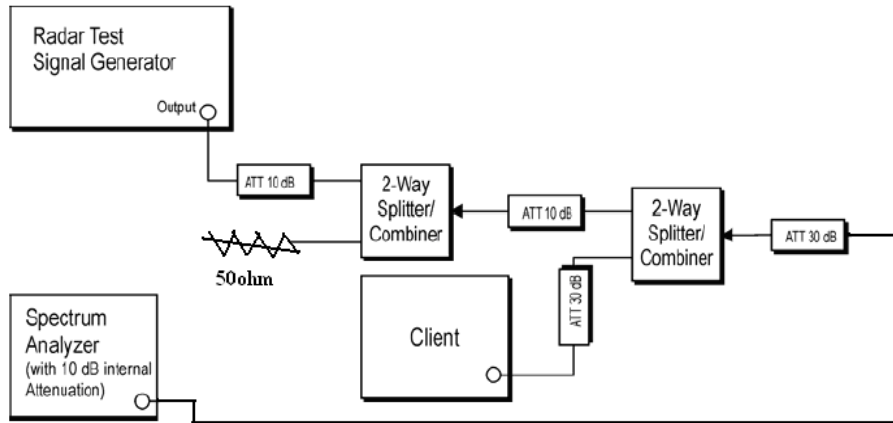 Radar Test
Signal Generator
Output
ATT 10 dB
2-Way
Splitter/
Combiner
ATT 10 dB
2-Way
Splitter/
Combiner
ATT 30 dB
50ohm
ATT 30 dB
Client
Spectrum
Analyzer
(with 10 dB internal
Attenuation)